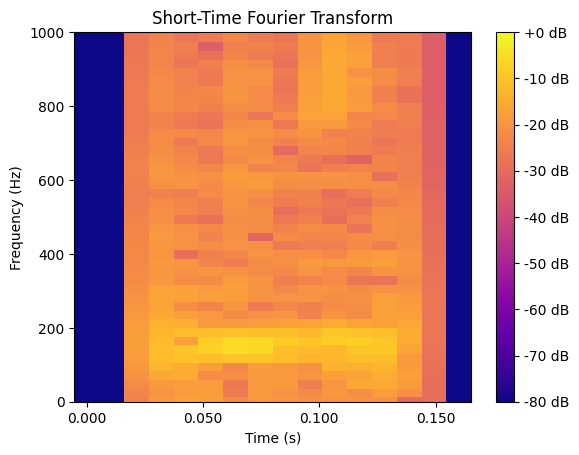 Short-Time Fourier Transform
1000
800
600
400
200
0
Frequency (Hz)
0.000
0.050
0.100
0.150
Time (s)
+0 dB
-10 dB
-20 dB
-30 dB
-40 dB
-50 dB
-60 dB
-70 dB
-80 dB